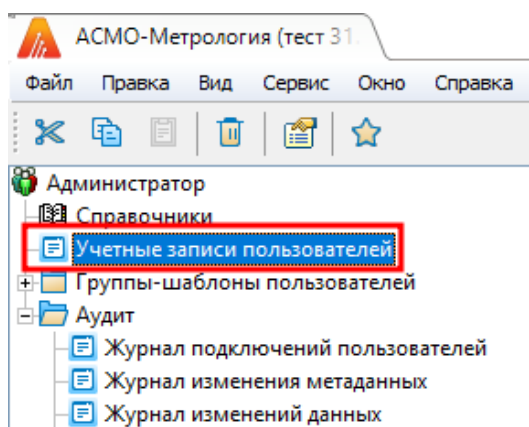 АСМО-Метрология (тест 31.
Файл Правка Вид Сервис Окно Справка
Администратор
Справочники
Учетные записи пользователей
Группы-шаблоны пользователей
Аудит
Журнал подключений пользователей
Журнал изменения метаданных
Журнал изменений данных